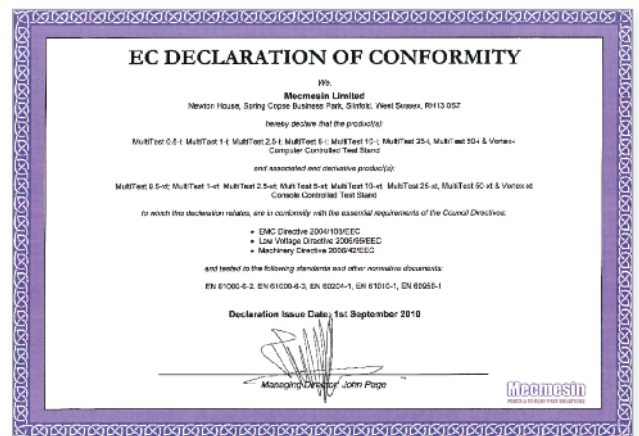 EC DECLARATION OF CONFORMITY
We,
Mecmesin Limited
Newton House, Spring Copse Business Park, Slinfold, West Sussex, RH13 0SZ
hereby declare that the product(s):
MultiTest 0.5-i; MultiTest 1-i; MultiTest 2.5-i; MultiTest 5-i; MultiTest 10-i; MultiTest 25-i, MultiTest 50-i & Vortex-i
Computer Controlled Test Stand
and associated and derivative product(s):
MultiTest 0.5-xt; MultiTest 1-xt MultiTest 2.5-xt; MultiTest 5-xt; MultiTest 10-xt MultiTest 25-xt, MultiTest 50-xt & Vortex-xt
Console Controlled Test Stand
to which this declaration relates, are in conformity with the essential requirements of the Council Directives:
• EMC Directive 2004/108/EEC
• Low Voltage Directive 2006/95/EEC
• Machinery Directive 2006/42/EEC
and tested to the following standards and other normative documents:
EN 61000-6-2, EN 61000-6-3, EN 60204-1, EN 61010-1, EN 60950-1
Declaration Issue Date: 1st September 2010
Managing Director: John Page
Mecmesin
FORCE & TORQUE TEST SOLUTIONS